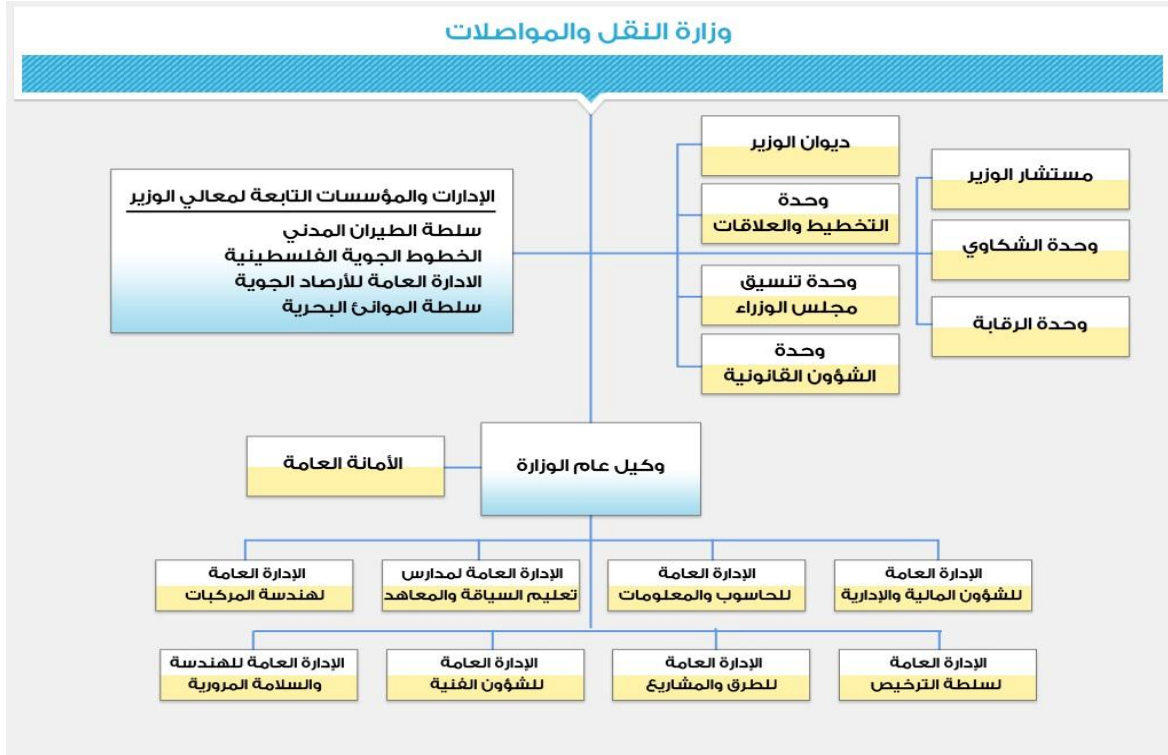 وزارة النقل والمواصلات
ديوان الوزير
مستشار الوزير
وحدة
التخطيط والعلاقات
وحدة الشكاوي
وحدة تنسيق
مجلس الوزراء
وحدة الرقابة
وحدة
الشؤون القانونية
الإدارات والمؤسسات التابعة لمعالي الوزير
سلطة الطيران المدني
الخطوط الجوية الفلسطينية
الادارة العامة للأرصاد الجوية
سلطة الموانئ البحرية
وكيل عام الوزارة
الأمانة العامة
الإدارة العامة
للشؤون المالية والإدارية
الإدارة العامة
للحاسوب والمعلومات
الإدارة العامة لمدارس
تعليم السياقة والمعاهد
الإدارة العامة
لهندسة المركبات
الإدارة العامة
لسلطة الترخيص
الإدارة العامة
للطرق والمشاريع
الإدارة العامة
للشؤون الفنية
الإدارة العامة للهندسة
والسلامة المرورية